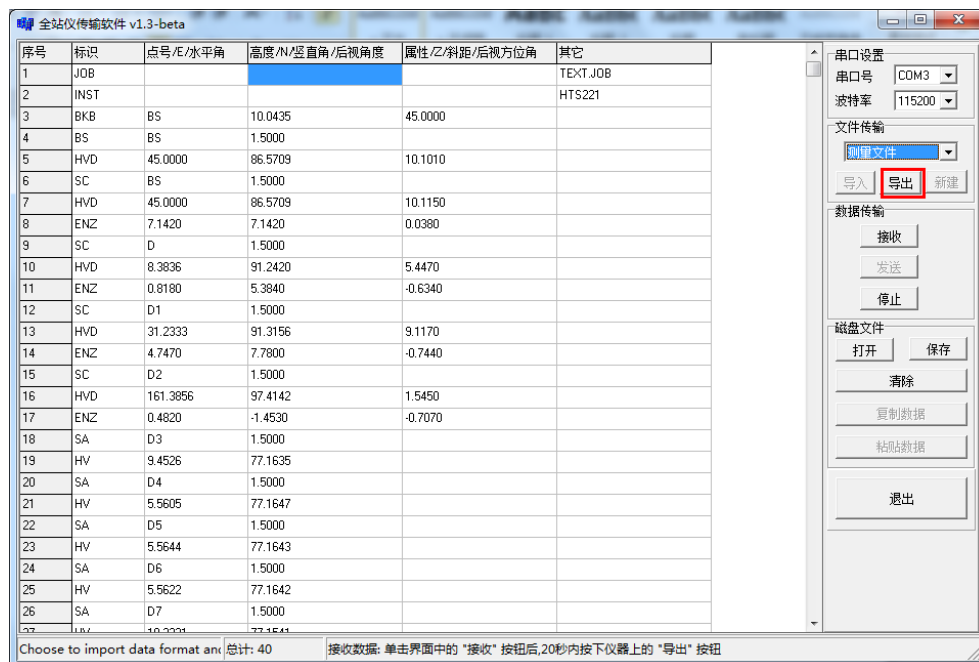 全站仪传输软件 v1.3-beta
序号 标识 点号/E/水平角 高度/N/竖直角/后视角度 属性/Z/斜距/后视方位角 其它
1 JOB TEXT.JOB
2 INST HTS221
3 BKB BS 10.0435 45.0000
4 BS BS 1.5000
5 HVD 45.0000 86.5709 10.1010
6 SC BS 1.5000
7 HVD 45.0000 86.5709 10.1150
8 ENZ 7.1420 7.1420 0.0380
9 SC D 1.5000
10 HVD 8.3836 91.2420 5.4470
11 ENZ 0.8180 5.3840 -0.6340
12 SC D1 1.5000
13 HVD 31.2333 91.3156 9.1170
14 ENZ 4.7470 7.7800 -0.7440
15 SC D2 1.5000
16 HVD 161.3856 97.4142 1.5450
17 ENZ 0.4820 -1.4530 -0.7070
18 SA D3 1.5000
19 HV 9.4526 77.1635
20 SA D4 1.5000
21 HV 5.5605 77.1647
22 SA D5 1.5000
23 HV 5.5644 77.1643
24 SA D6 1.5000
25 HV 5.5622 77.1642
26 SA D7 1.5000
串口设置
串口号 COM3
波特率 115200
文件传输
测量文件
导入 导出 新建
数据传输
接收
发送
停止
磁盘文件
打开 保存
清除
复制数据
粘贴数据
退出
Choose to import data format and 总计: 40 接收数据: 单击界面中的 "接收" 按钮后,20秒内按下仪器上的 "导出" 按钮